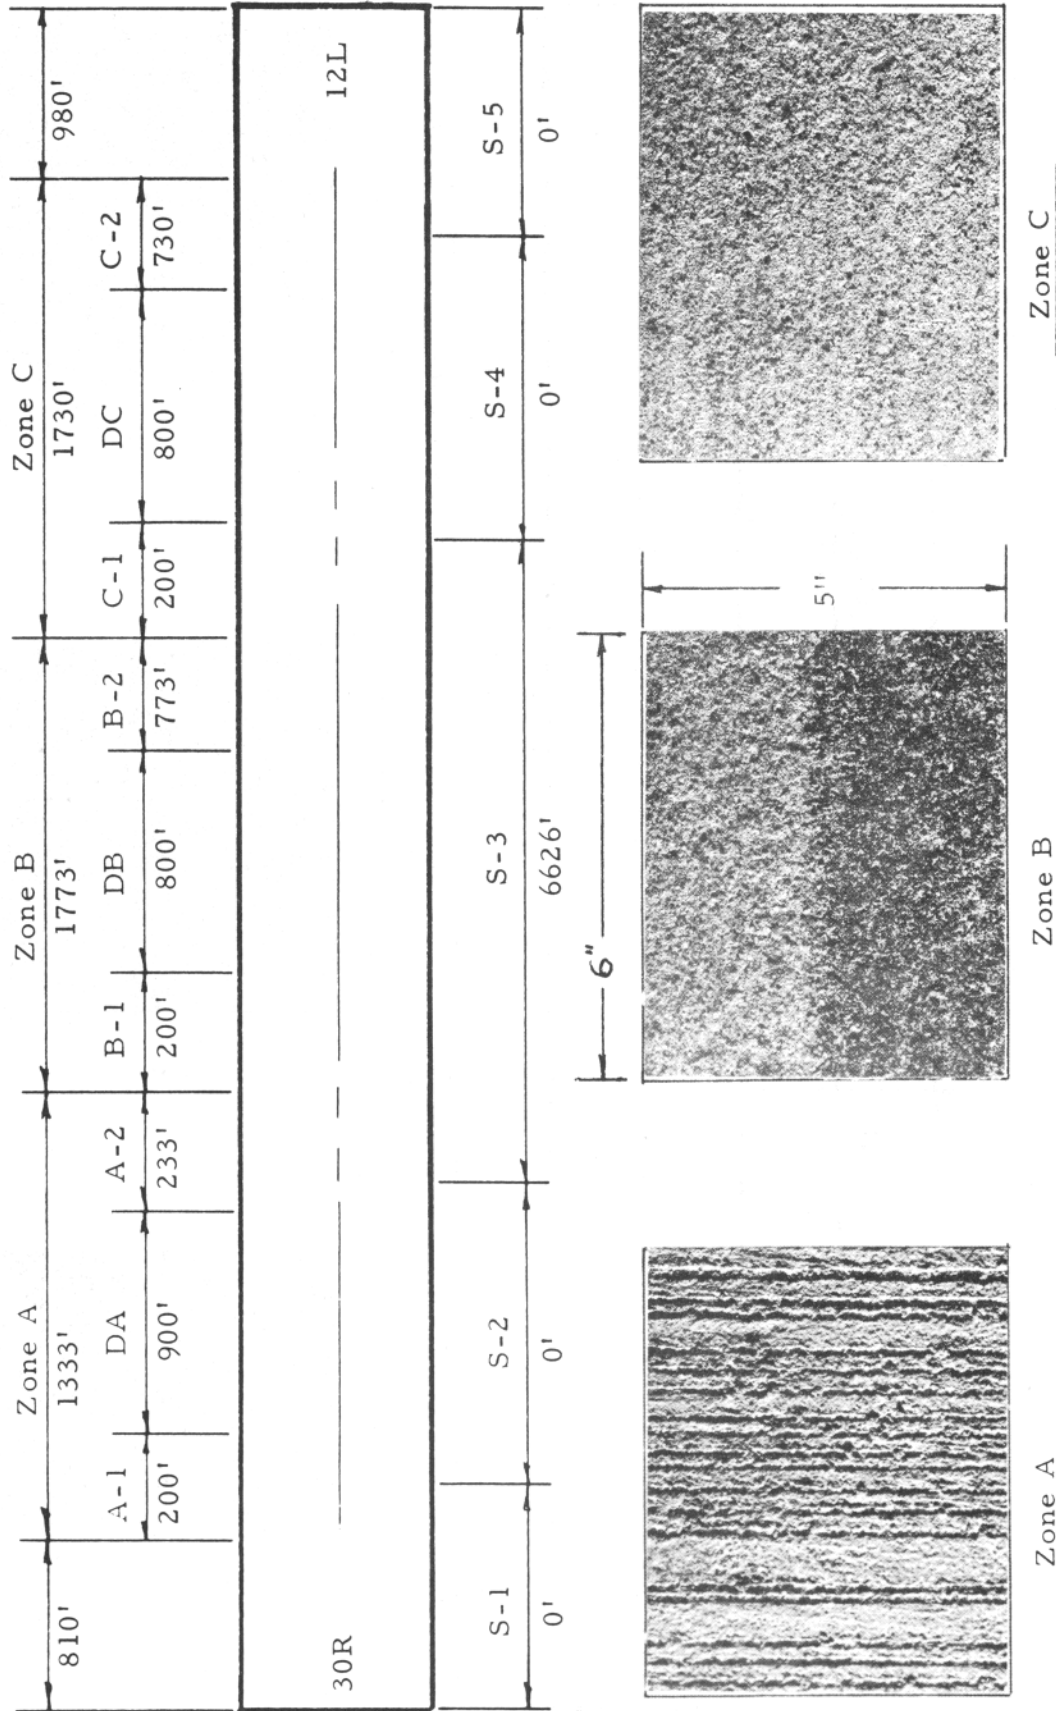 810'
Zone A
1333'
Zone B
1773'
Zone C
1730'
980'
A-1
200'
DA
900'
A-2
233'
B-1
200'
DB
800'
B-2
773'
C-1
200'
DC
800'
C-2
730'
30R
12L
S-1
0'
S-2
0'
S-3
6626'
S-4
0'
S-5
0'
6"
5"
Zone A
Zone B
Zone C